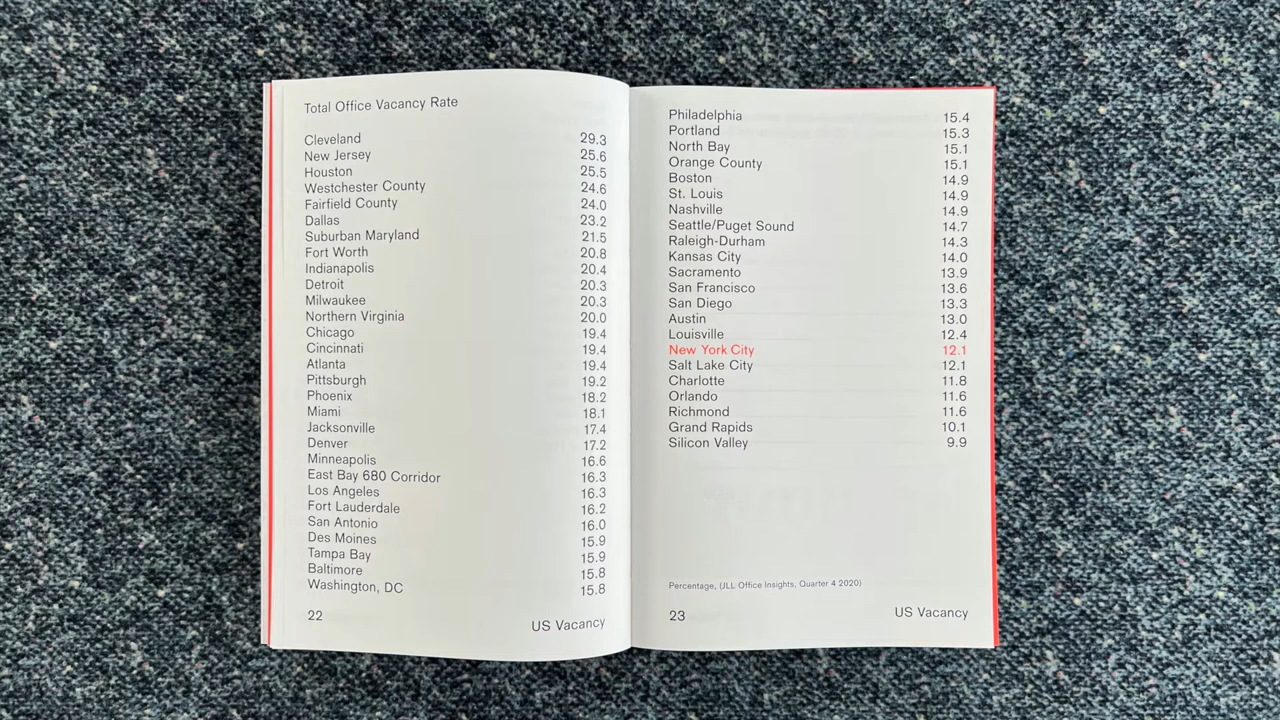 Total Office Vacancy Rate
Cleveland 29.3
New Jersey 25.6
Houston 25.5
Westchester County 24.6
Fairfield County 24.0
Dallas 23.2
Suburban Maryland 21.5
Fort Worth 20.8
Indianapolis 20.4
Detroit 20.3
Milwaukee 20.3
Northern Virginia 20.0
Chicago 19.4
Cincinnati 19.4
Atlanta 19.4
Pittsburgh 19.2
Phoenix 18.2
Miami 18.1
Jacksonville 17.4
Denver 17.2
Minneapolis 16.6
East Bay 680 Corridor 16.3
Los Angeles 16.3
Fort Lauderdale 16.2
San Antonio 16.0
Des Moines 15.9
Tampa Bay 15.9
Baltimore 15.8
Washington, DC 15.8
22 US Vacancy
Philadelphia 15.4
Portland 15.3
North Bay 15.1
Orange County 15.1
Boston 14.9
St. Louis 14.9
Nashville 14.9
Seattle/Puget Sound 14.7
Raleigh-Durham 14.3
Kansas City 14.0
Sacramento 13.9
San Francisco 13.6
San Diego 13.3
Austin 13.0
Louisville 12.4
New York City 12.1
Salt Lake City 12.1
Charlotte 11.8
Orlando 11.6
Richmond 11.6
Grand Rapids 10.1
Silicon Valley 9.9
Percentage, (JLL Office Insights, Quarter 4 2020)
23 US Vacancy